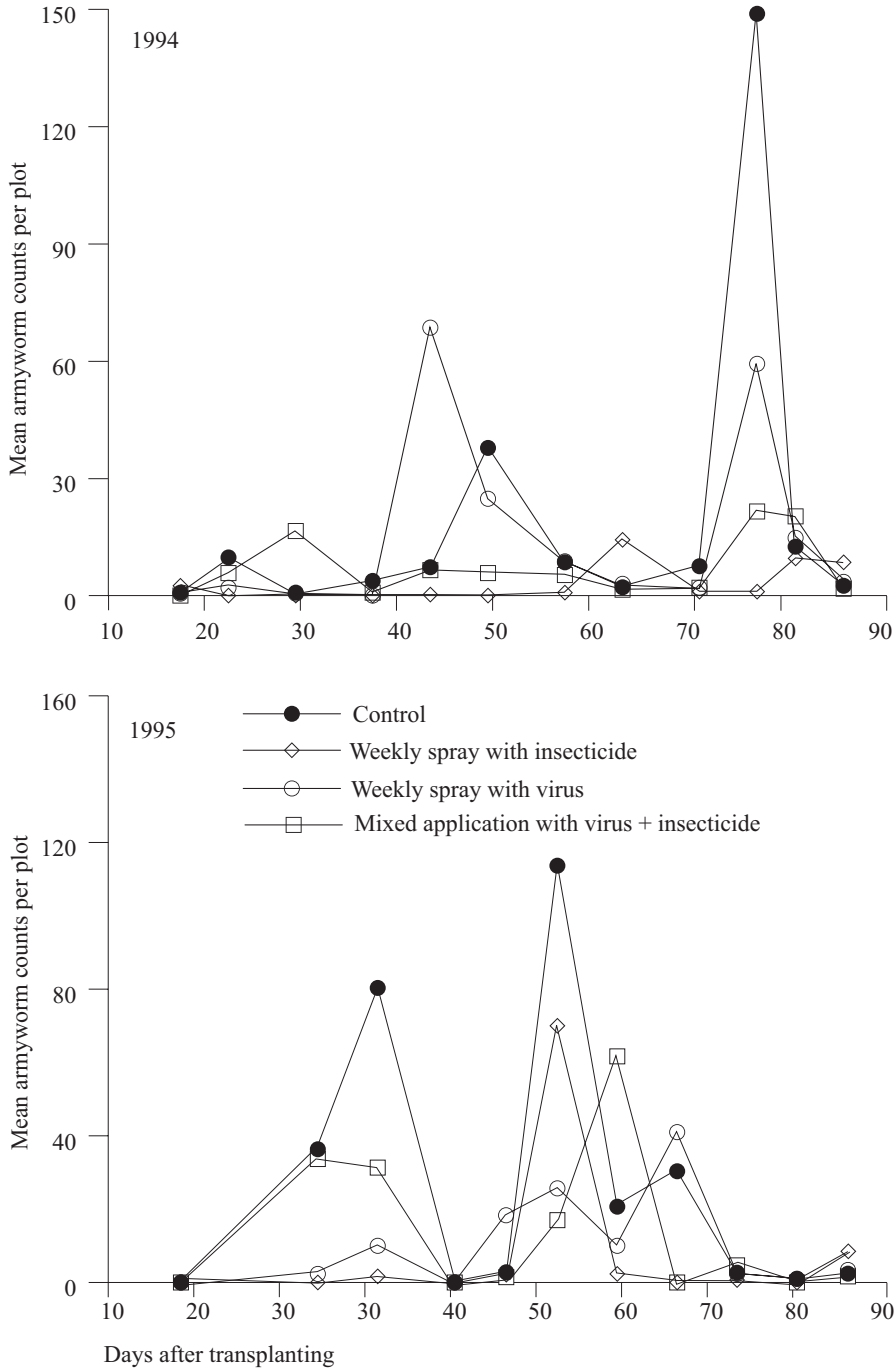 150
1994
120
90
60
30
0
10 20 30 40 50 60 70 80 90
Mean armyworm counts per plot
160
1995
Control
Weekly spray with insecticide
Weekly spray with virus
Mixed application with virus + insecticide
120
80
40
0
10 20 30 30 40 50 60 70 80 90
Mean armyworm counts per plot
Days after transplanting